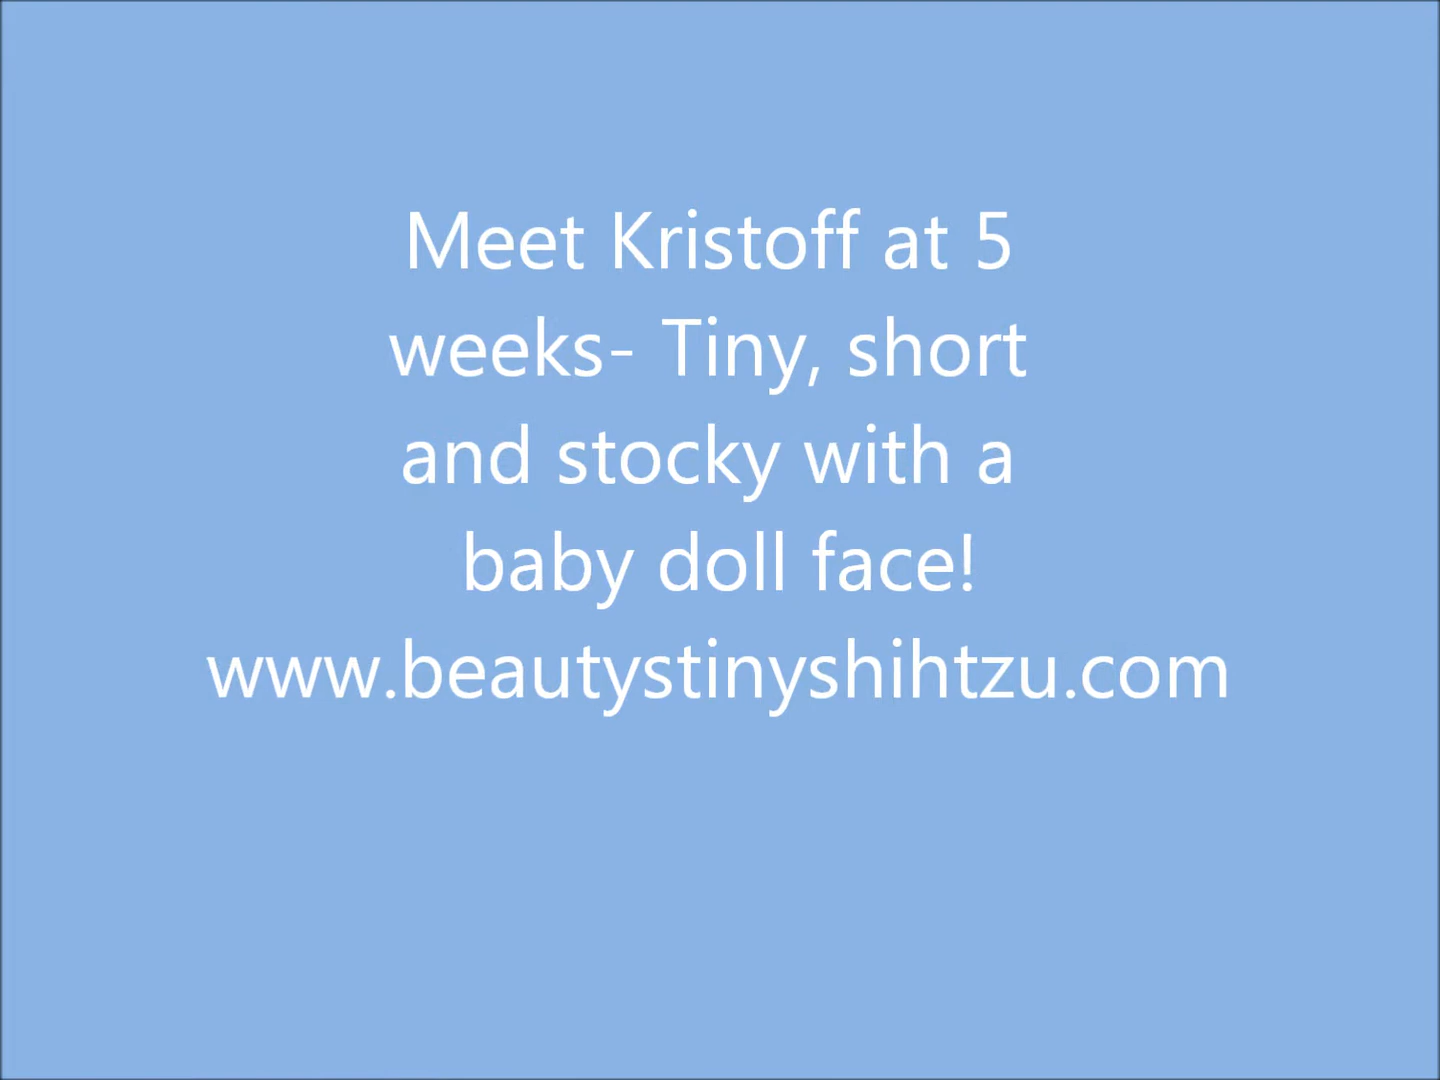 Meet Kristoff at 5
weeks- Tiny, short
and stocky with a
baby doll face!
www.beautystinyshihtzu.com